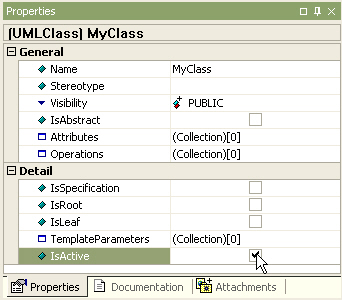 Properties
(UMLClass) MyClass
General
Name MyClass
Stereotype
Visibility PUBLIC
IsAbstract
Attributes (Collection)[0]
Operations (Collection)[0]
Detail
IsSpecification
IsRoot
IsLeaf
TemplateParameters (Collection)[0]
IsActive
Properties Documentation Attachments